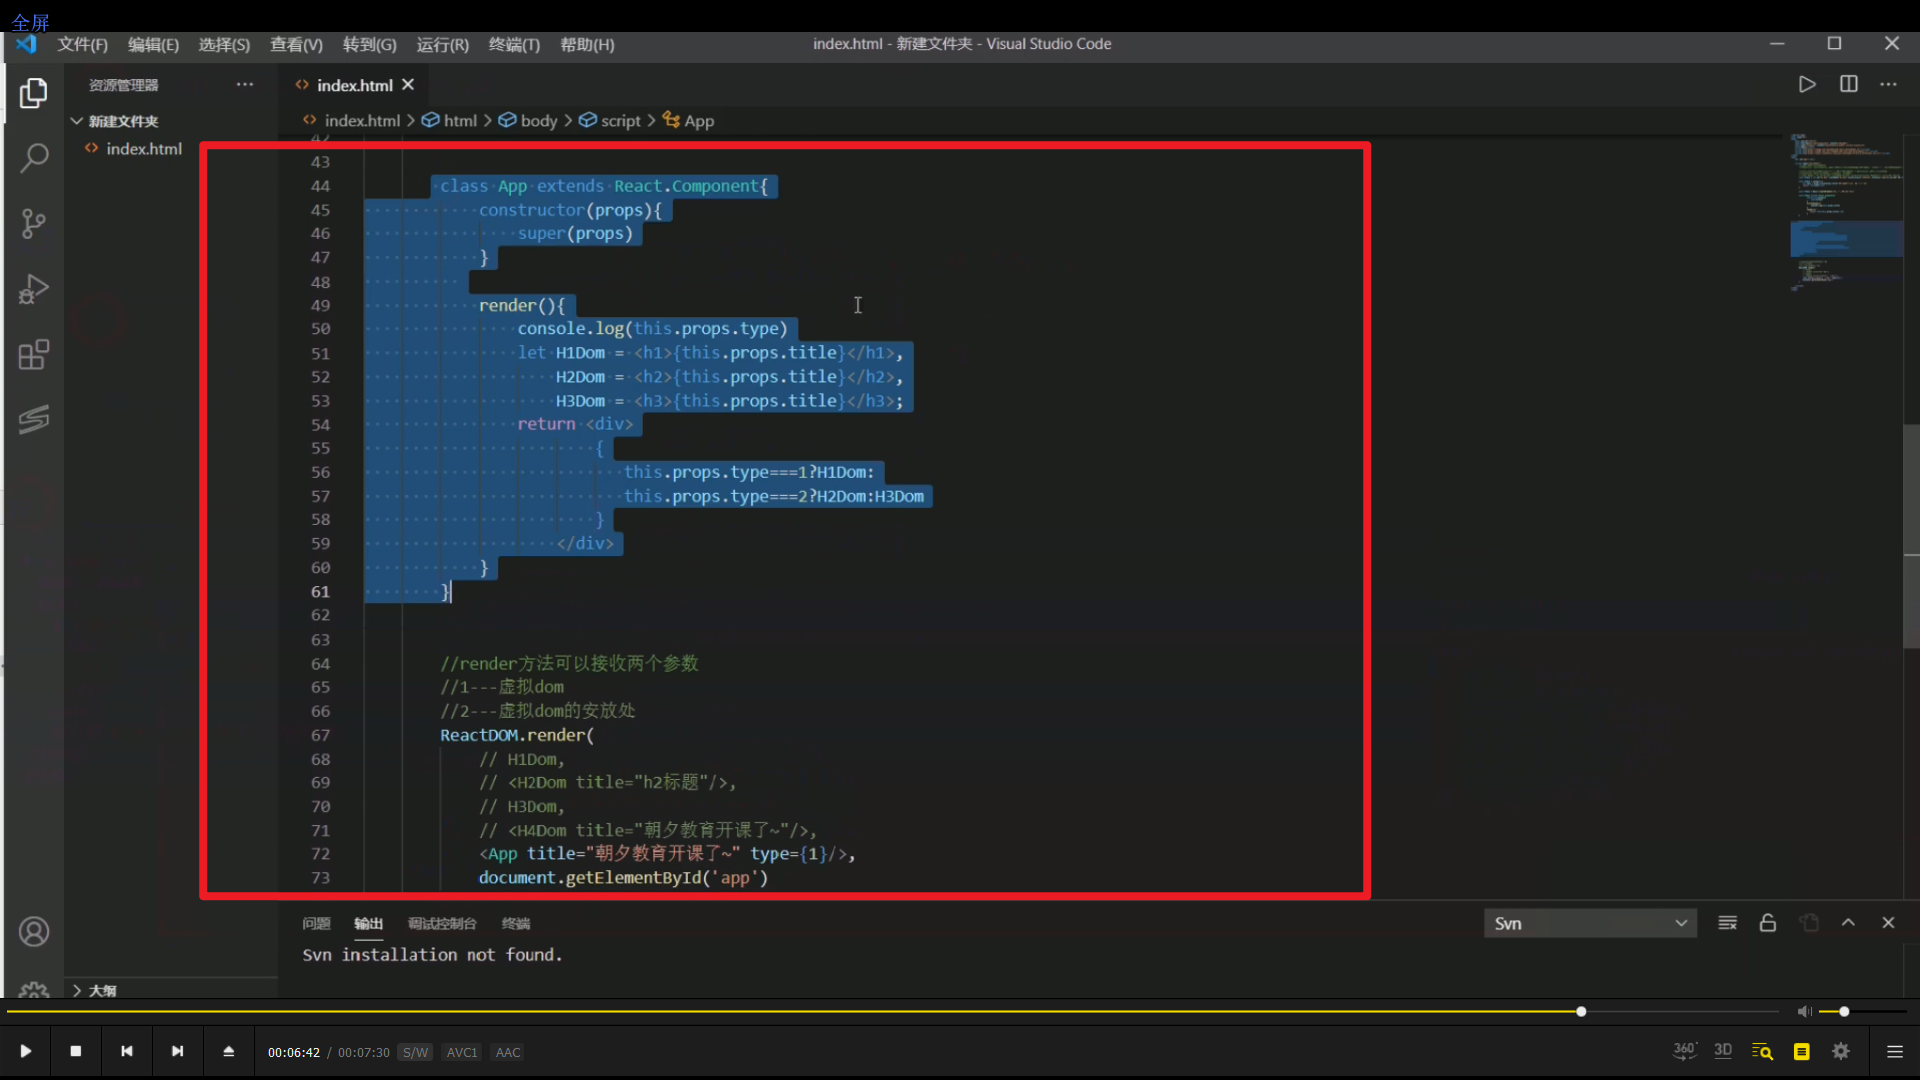 全屏
文件(F) 编辑(E) 选择(S) 查看(V) 转到(G) 运行(R) 终端(T) 帮助(H) index.html - 新建文件夹 - Visual Studio Code
资源管理器 ···
index.html
新建文件夹
index.html
index.html > html > body > script > App
42
43
44 class App extends React.Component{
45 constructor(props){
46 super(props)
47 }
48
49 render(){
50 console.log(this.props.type)
51 let H1Dom = <h1>{this.props.title}</h1>,
52 H2Dom = <h2>{this.props.title}</h2>,
53 H3Dom = <h3>{this.props.title}</h3>;
54 return <div>
55 {
56 this.props.type===1?H1Dom:
57 this.props.type===2?H2Dom:H3Dom
58 }
59 </div>
60 }
61 }
62
63
64 //render方法可以接收两个参数
65 //1---虚拟dom
66 //2---虚拟dom的安放处
67 ReactDOM.render(
68 // H1Dom,
69 // <H2Dom title="h2标题"/>,
70 // H3Dom,
71 // <H4Dom title="朝夕教育开课了~"/>,
72 <App title="朝夕教育开课了~" type={1}/>,
73 document.getElementById('app')
问题 输出 调试控制台 终端 Svn
Svn installation not found.
大纲
00:06:42 / 00:07:30 S/W AVC1 AAC 360° 3D